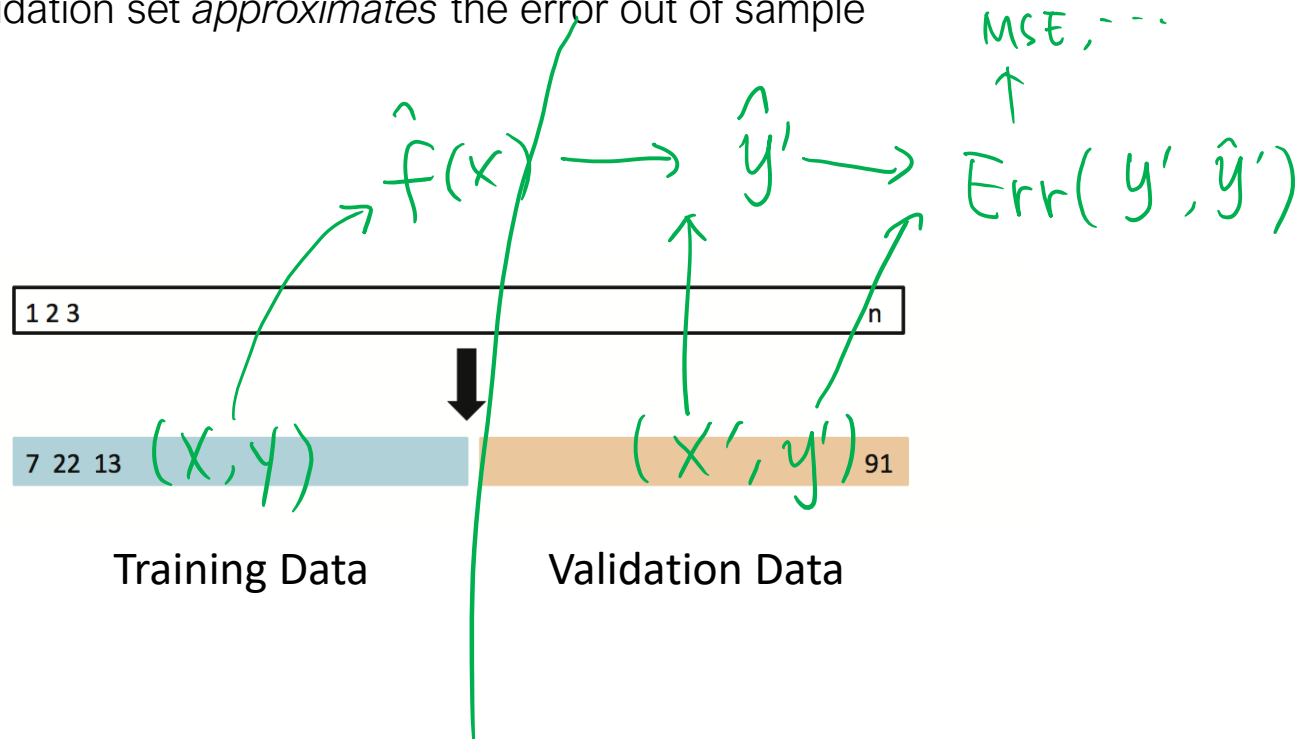 idation set approximates the error out of sample
MSE, ...
↑
f̂(x) → ŷ' → Err(y', ŷ')
1 2 3 n
7 22 13 (x, y) (x', y') 91
Training Data Validation Data